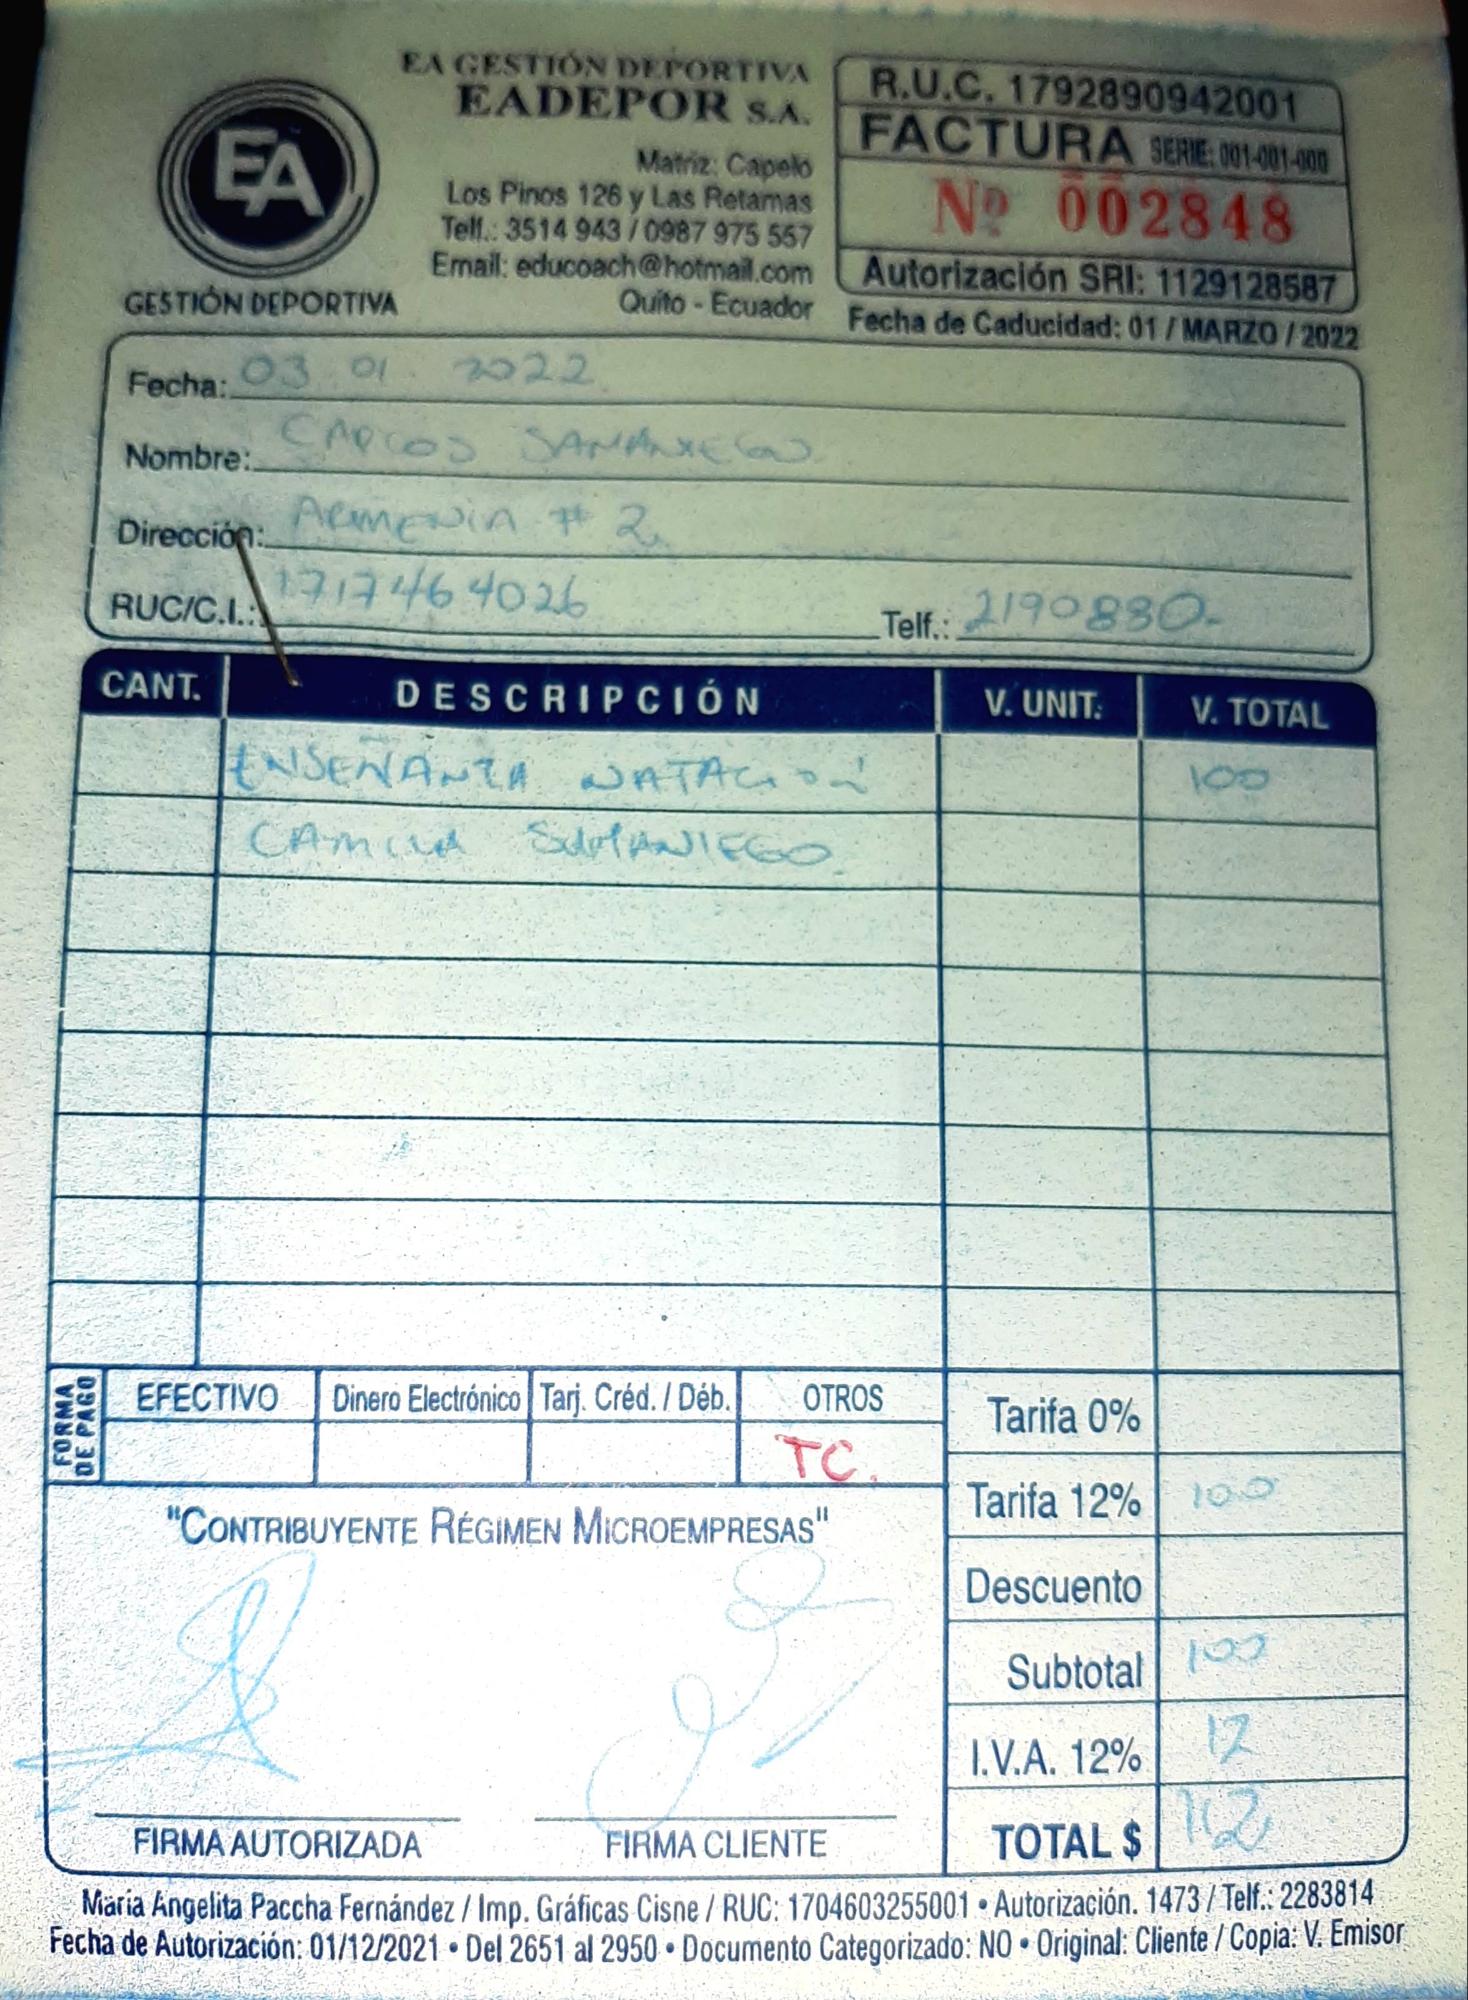 EA GESTIÓN DEPORTIVA
EADEPOR S.A.
Matriz: Capelo
Los Pinos 126 y Las Retamas
Telf.: 3514 943 / 0987 975 557
Email: educoach@hotmail.com
Quito - Ecuador
EA
GESTIÓN DEPORTIVA
R.U.C. 1792890942001
FACTURA SERIE: 001-001-000
Nº 002848
Autorización SRI: 1129128587
Fecha de Caducidad: 01 / MARZO / 2022
Fecha: 03 01 2022
Nombre: CARLOS SAMANIEGO
Dirección: ARMENIA # 2
RUC/C.I.: 1717464026 Telf.: 2190880-
CANT. DESCRIPCIÓN V. UNIT. V. TOTAL
ENSEÑANZA NATACIÓN 100
CAMILA SAMANIEGO
FORMA DE PAGO
EFECTIVO Dinero Electrónico Tarj. Créd. / Déb. OTROS
TC.
Tarifa 0%
Tarifa 12% 100
Descuento
Subtotal 100
I.V.A. 12% 12
TOTAL $ 112
"CONTRIBUYENTE RÉGIMEN MICROEMPRESAS"
FIRMA AUTORIZADA FIRMA CLIENTE
María Angelita Paccha Fernández / Imp. Gráficas Cisne / RUC: 1704603255001 • Autorización. 1473 / Telf.: 2283814
Fecha de Autorización: 01/12/2021 • Del 2651 al 2950 • Documento Categorizado: NO • Original: Cliente / Copia: V. Emisor